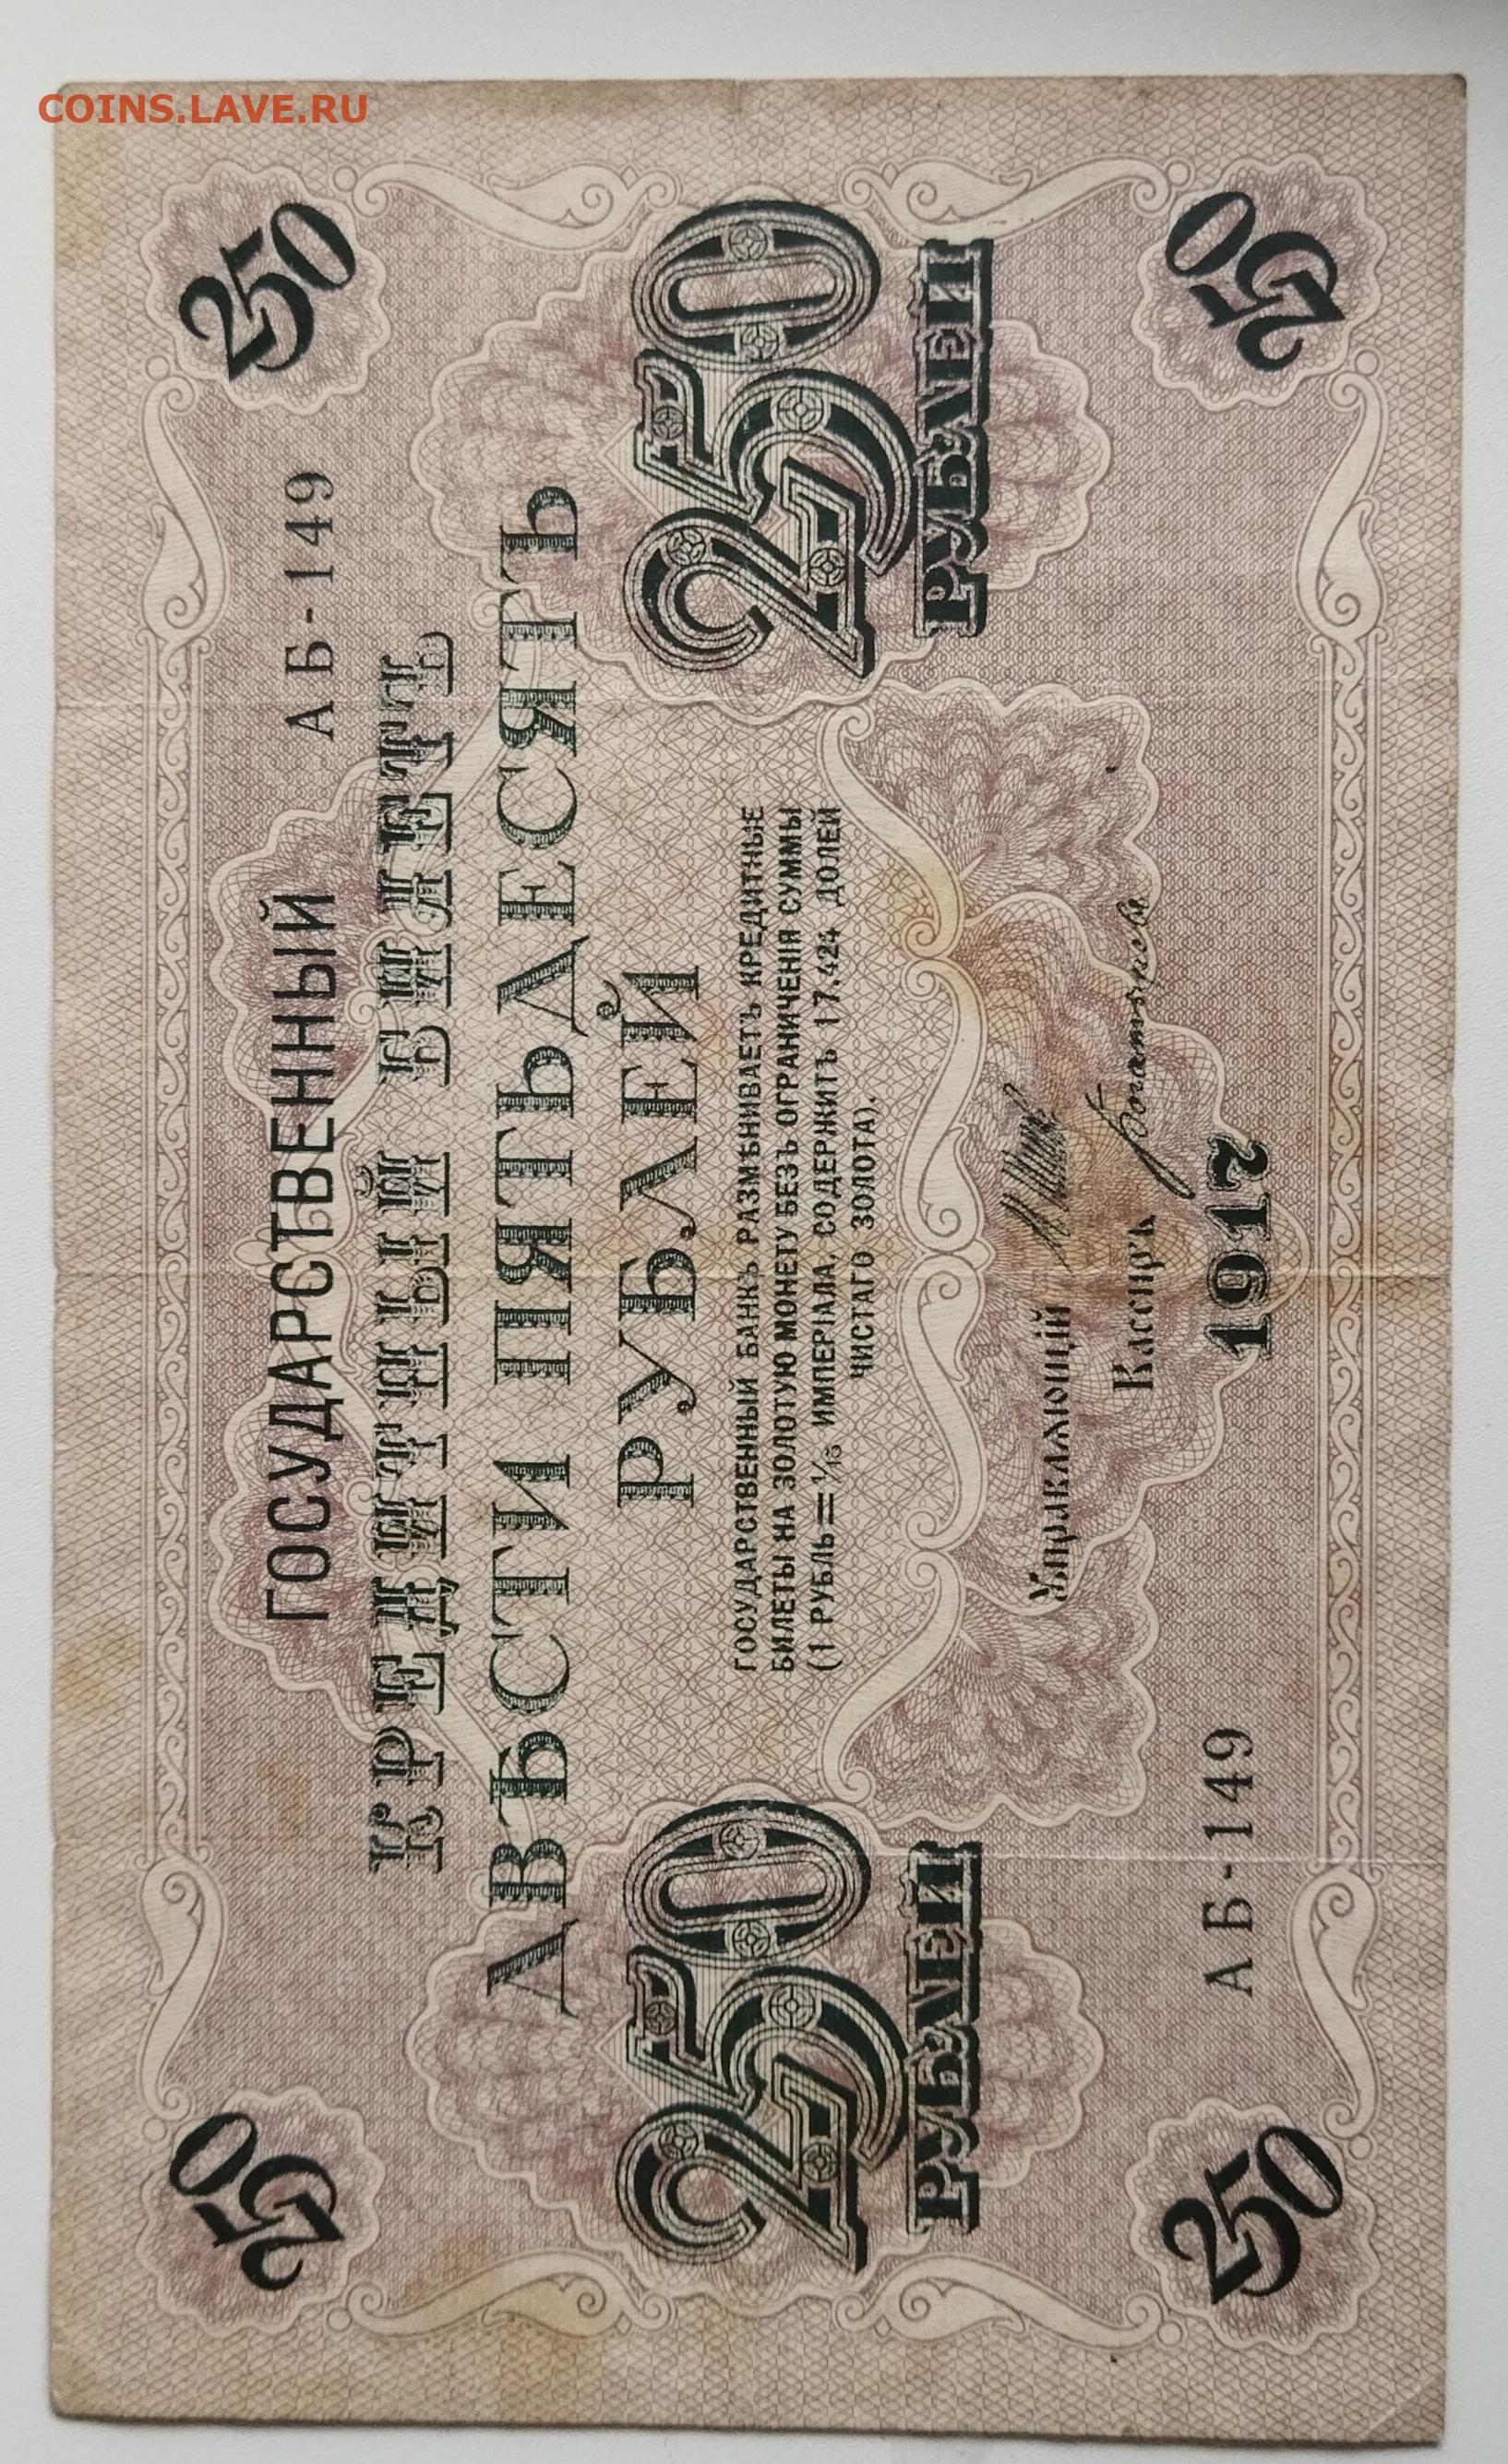 COINS.LAVE.RU
250
250
АБ-149
ГОСУДАРСТВЕННЫЙ
КРЕДИТНЫЙ БИЛЕТЪ
ДВѢСТИ ПЯТЬДЕСЯТЪ
РУБЛЕЙ
250
РУБЛЕЙ
250
РУБЛЕЙ
ГОСУДАРСТВЕННЫЙ БАНКЪ РАЗМѢНИВАЕТЪ КРЕДИТНЫЕ
БИЛЕТЫ НА ЗОЛОТУЮ МОНЕТУ БЕЗЪ ОГРАНИЧЕНІЯ СУММЫ
(1 РУБЛЬ = 1/15 ИМПЕРІАЛА, СОДЕРЖИТЪ 17.424 ДОЛЕЙ
ЧИСТАГО ЗОЛОТА).
Управляющій
Кассиръ
АБ-149
1917
250
250